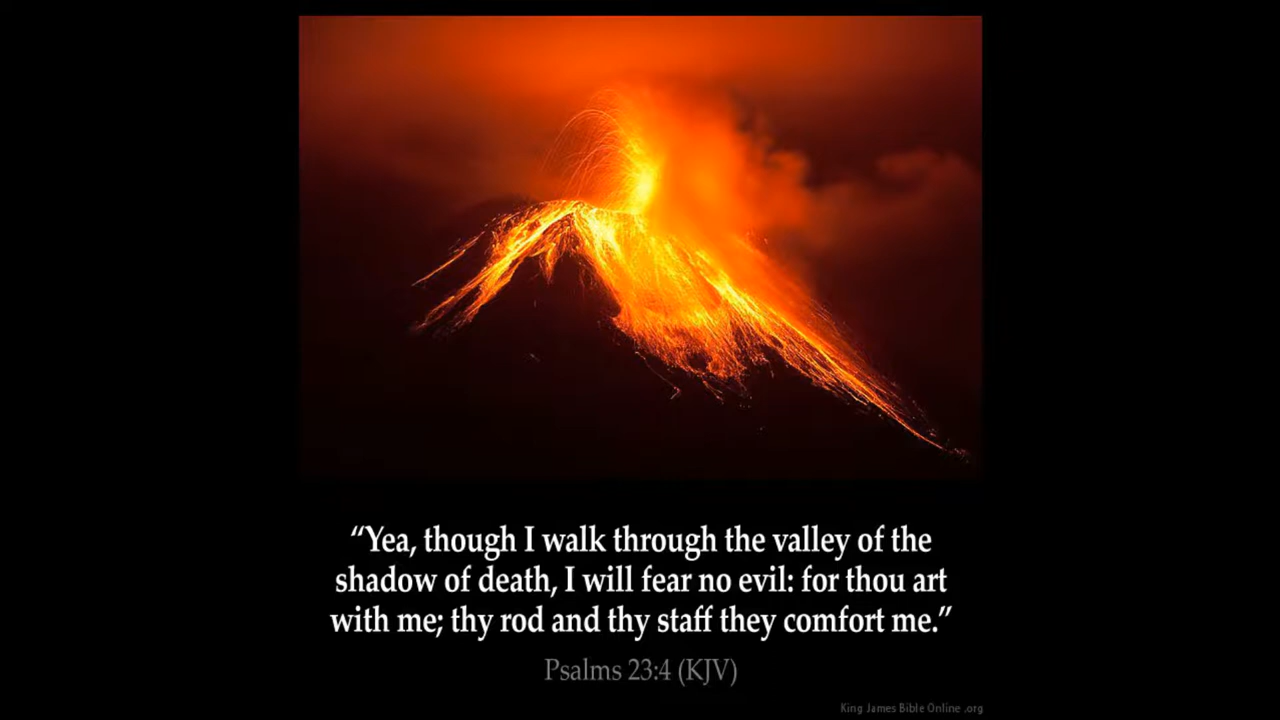 “Yea, though I walk through the valley of the
shadow of death, I will fear no evil: for thou art
with me; thy rod and thy staff they comfort me.”
Psalms 23:4 (KJV)
King James Bible Online .org